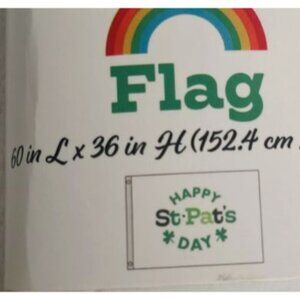 Flag
60 in L x 36 in H (152.4 cm
HAPPY
St. Pat's
DAY